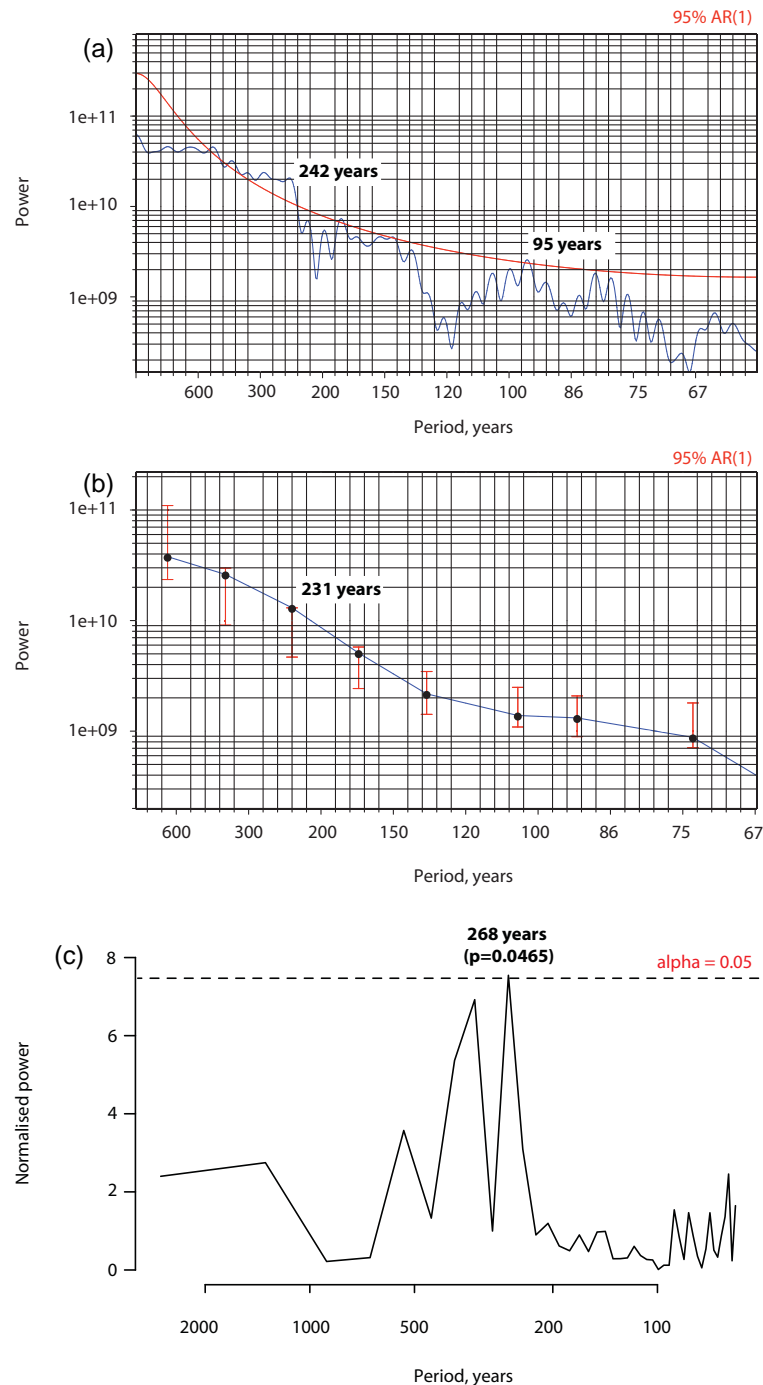 95% AR(1)
(a)
1e+11
1e+10
1e+09
Power
242 years
95 years
600 300 200 150 120 100 86 75 67
Period, years
95% AR(1)
(b)
1e+11
1e+10
1e+09
Power
231 years
600 300 200 150 120 100 86 75 67
Period, years
268 years
(p=0.0465)
(c)
alpha = 0.05
8
6
4
2
0
Normalised power
2000 1000 500 200 100
Period, years